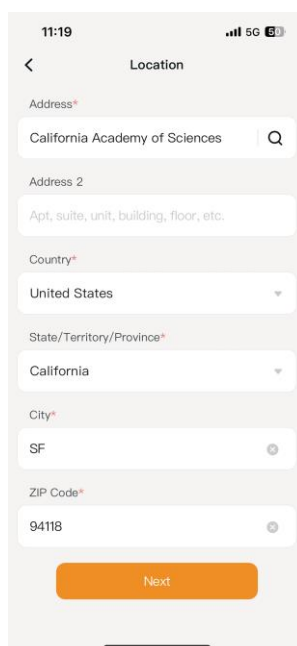 11:19 5G 50
Location
Address*
California Academy of Sciences
Address 2
Apt, suite, unit, building, floor, etc.
Country*
United States
State/Territory/Province*
California
City*
SF
ZIP Code*
94118
Next